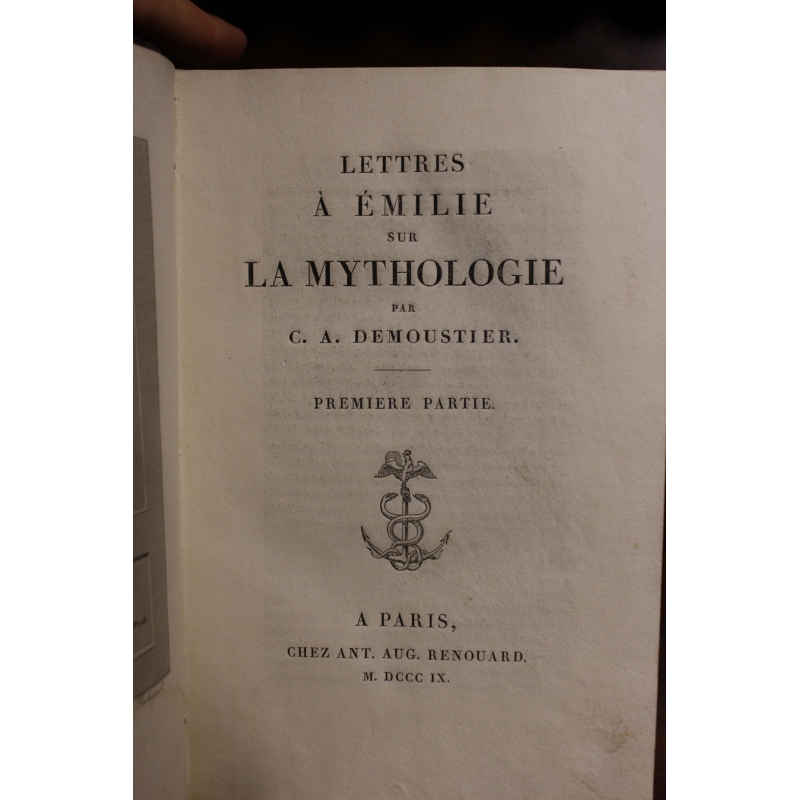 LETTRES
À ÉMILIE
SUR
LA MYTHOLOGIE
PAR
C. A. DEMOUSTIER.
PREMIERE PARTIE.
A PARIS,
CHEZ ANT. AUG. RENOUARD.
M. DCCC IX.